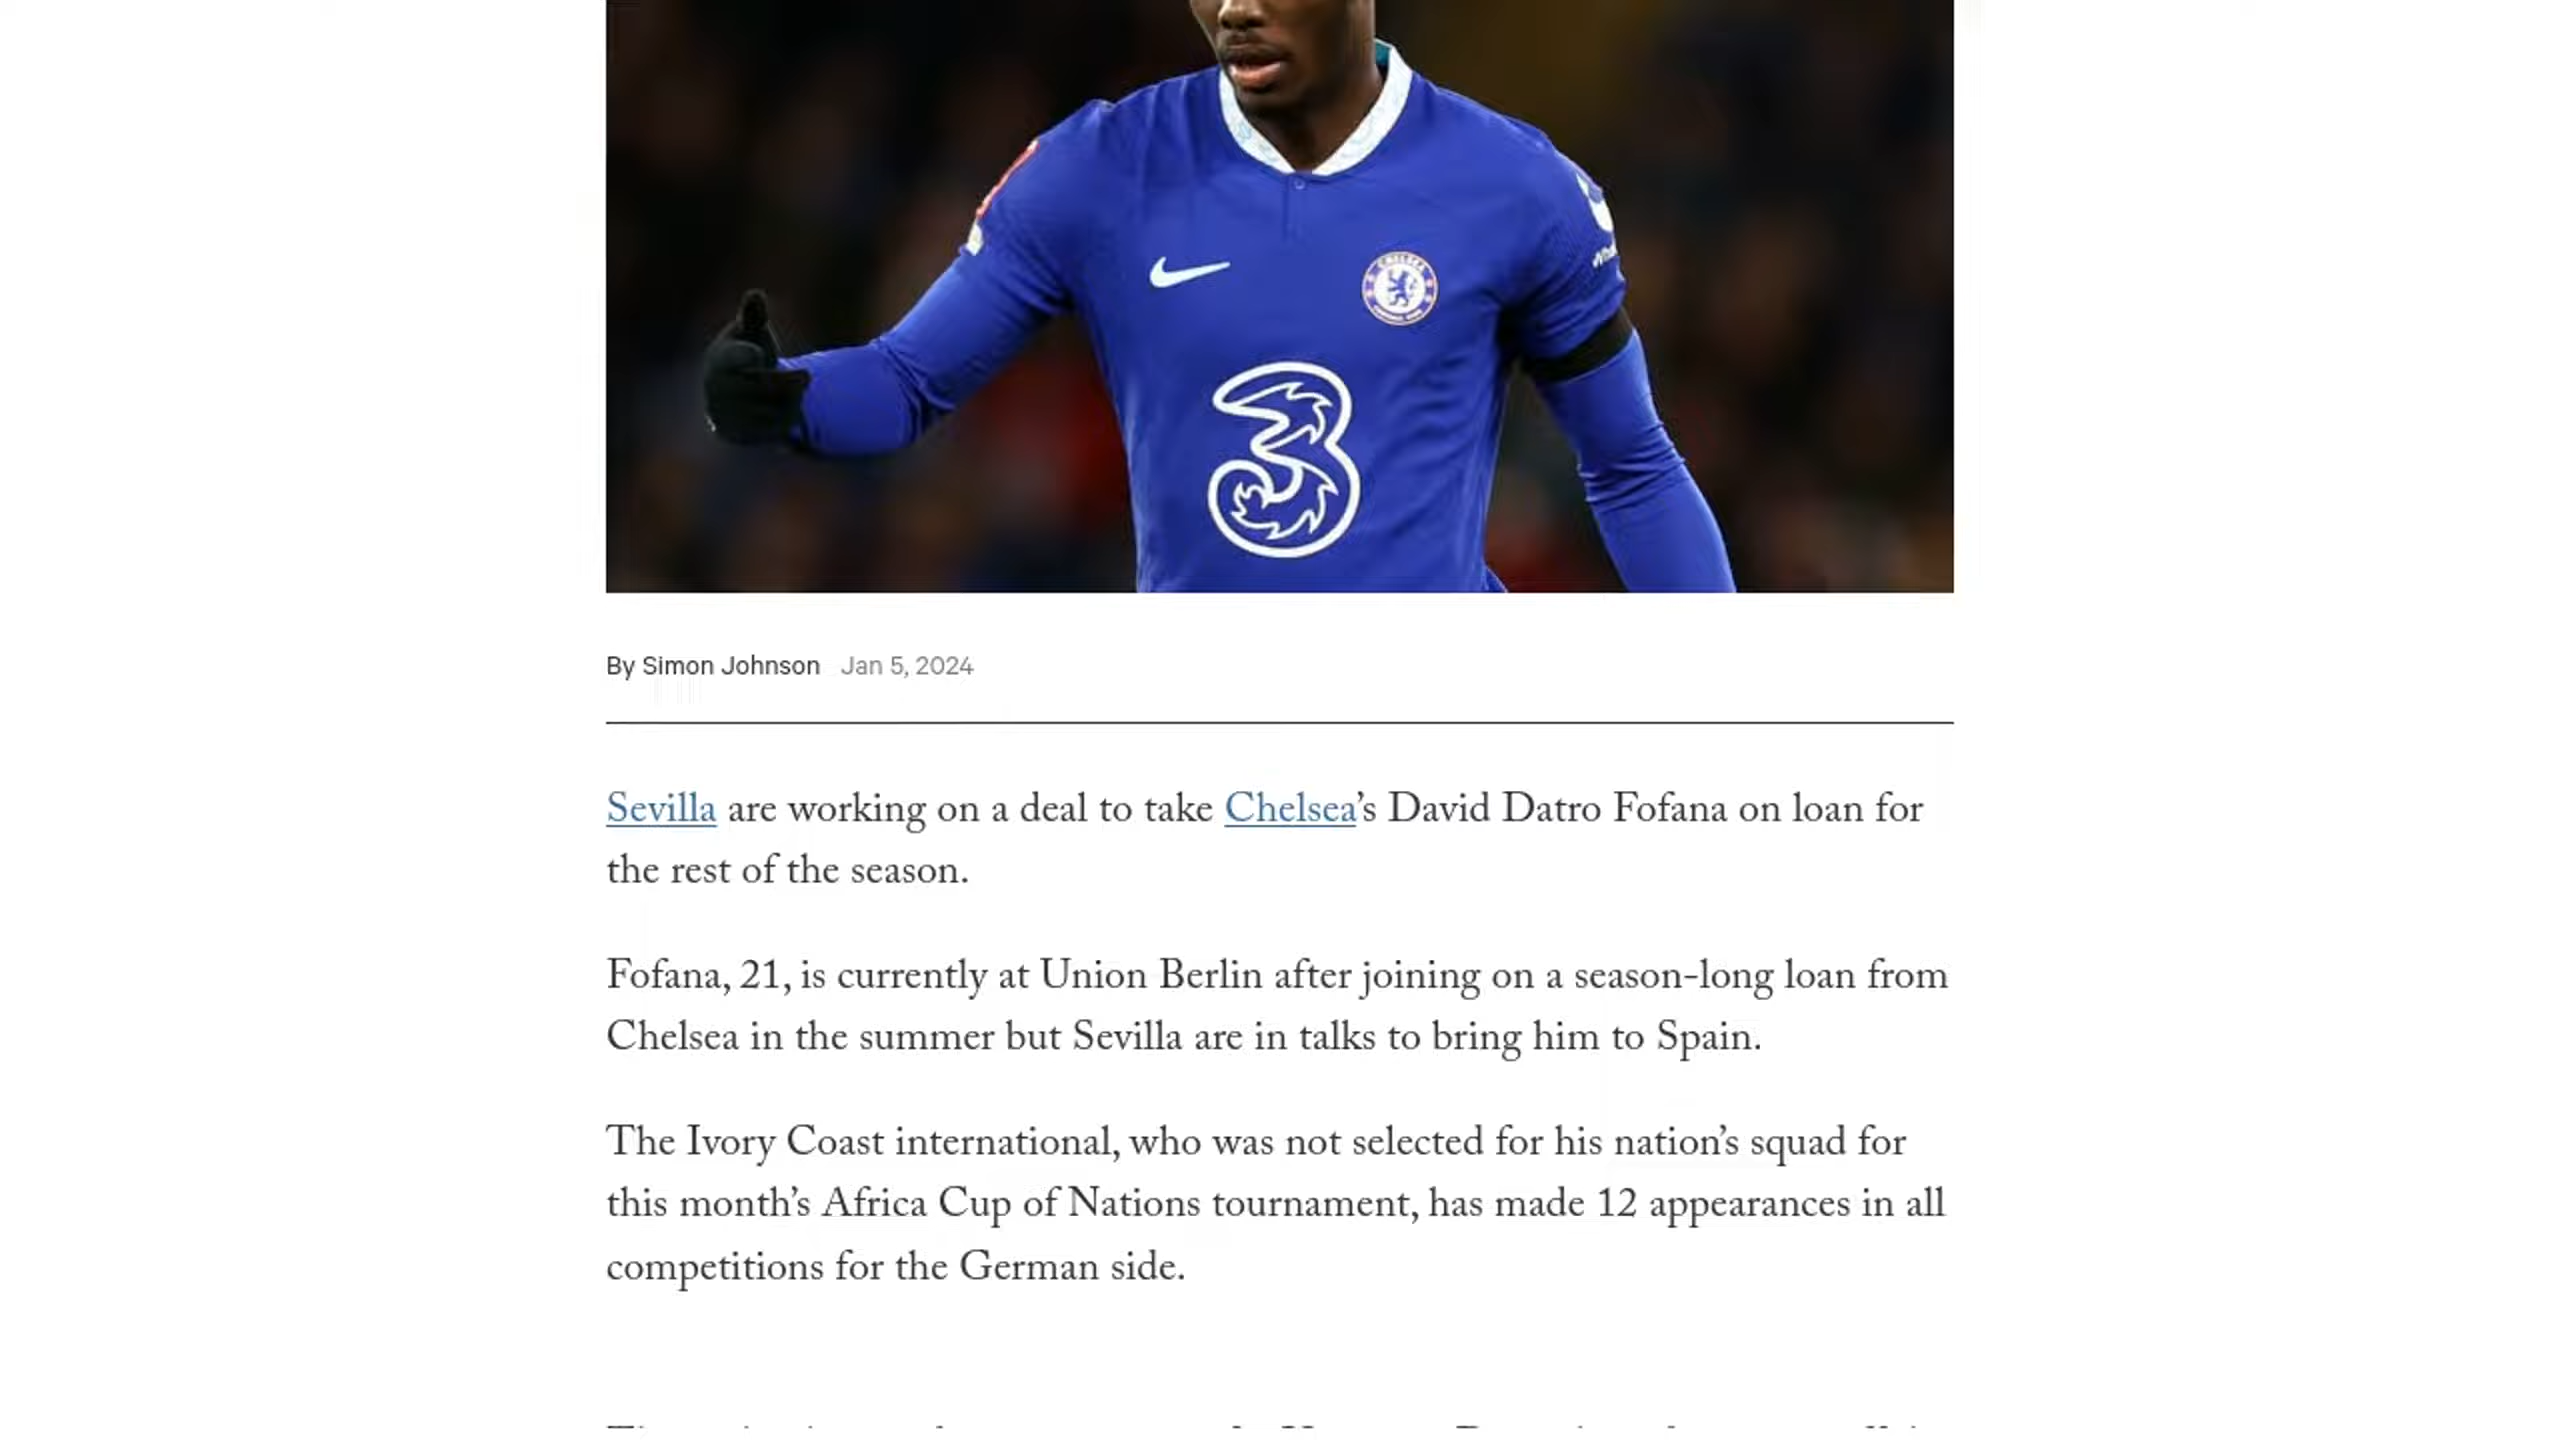 CHELSEA
3
By Simon Johnson Jan 5, 2024
Sevilla are working on a deal to take Chelsea’s David Datro Fofana on loan for
the rest of the season.
Fofana, 21, is currently at Union Berlin after joining on a season-long loan from
Chelsea in the summer but Sevilla are in talks to bring him to Spain.
The Ivory Coast international, who was not selected for his nation’s squad for
this month’s Africa Cup of Nations tournament, has made 12 appearances in all
competitions for the German side.